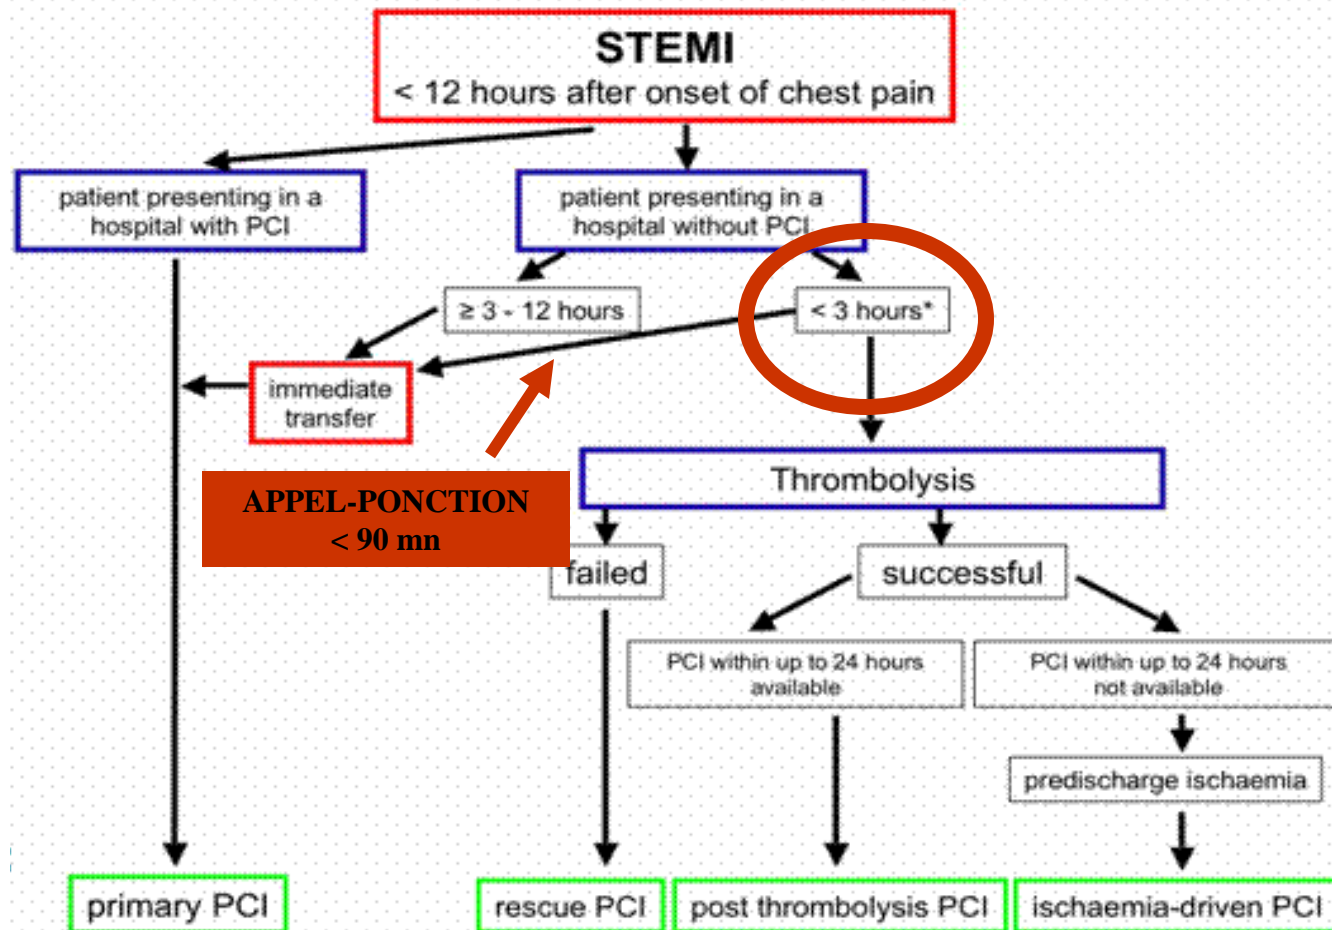 STEMI
< 12 hours after onset of chest pain
patient presenting in a
hospital with PCI
patient presenting in a
hospital without PCI
≥ 3 - 12 hours
< 3 hours*
immediate
transfer
APPEL-PONCTION
< 90 mn
Thrombolysis
failed
successful
PCI within up to 24 hours
available
PCI within up to 24 hours
not available
predischarge ischaemia
primary PCI
rescue PCI
post thrombolysis PCI
ischaemia-driven PCI